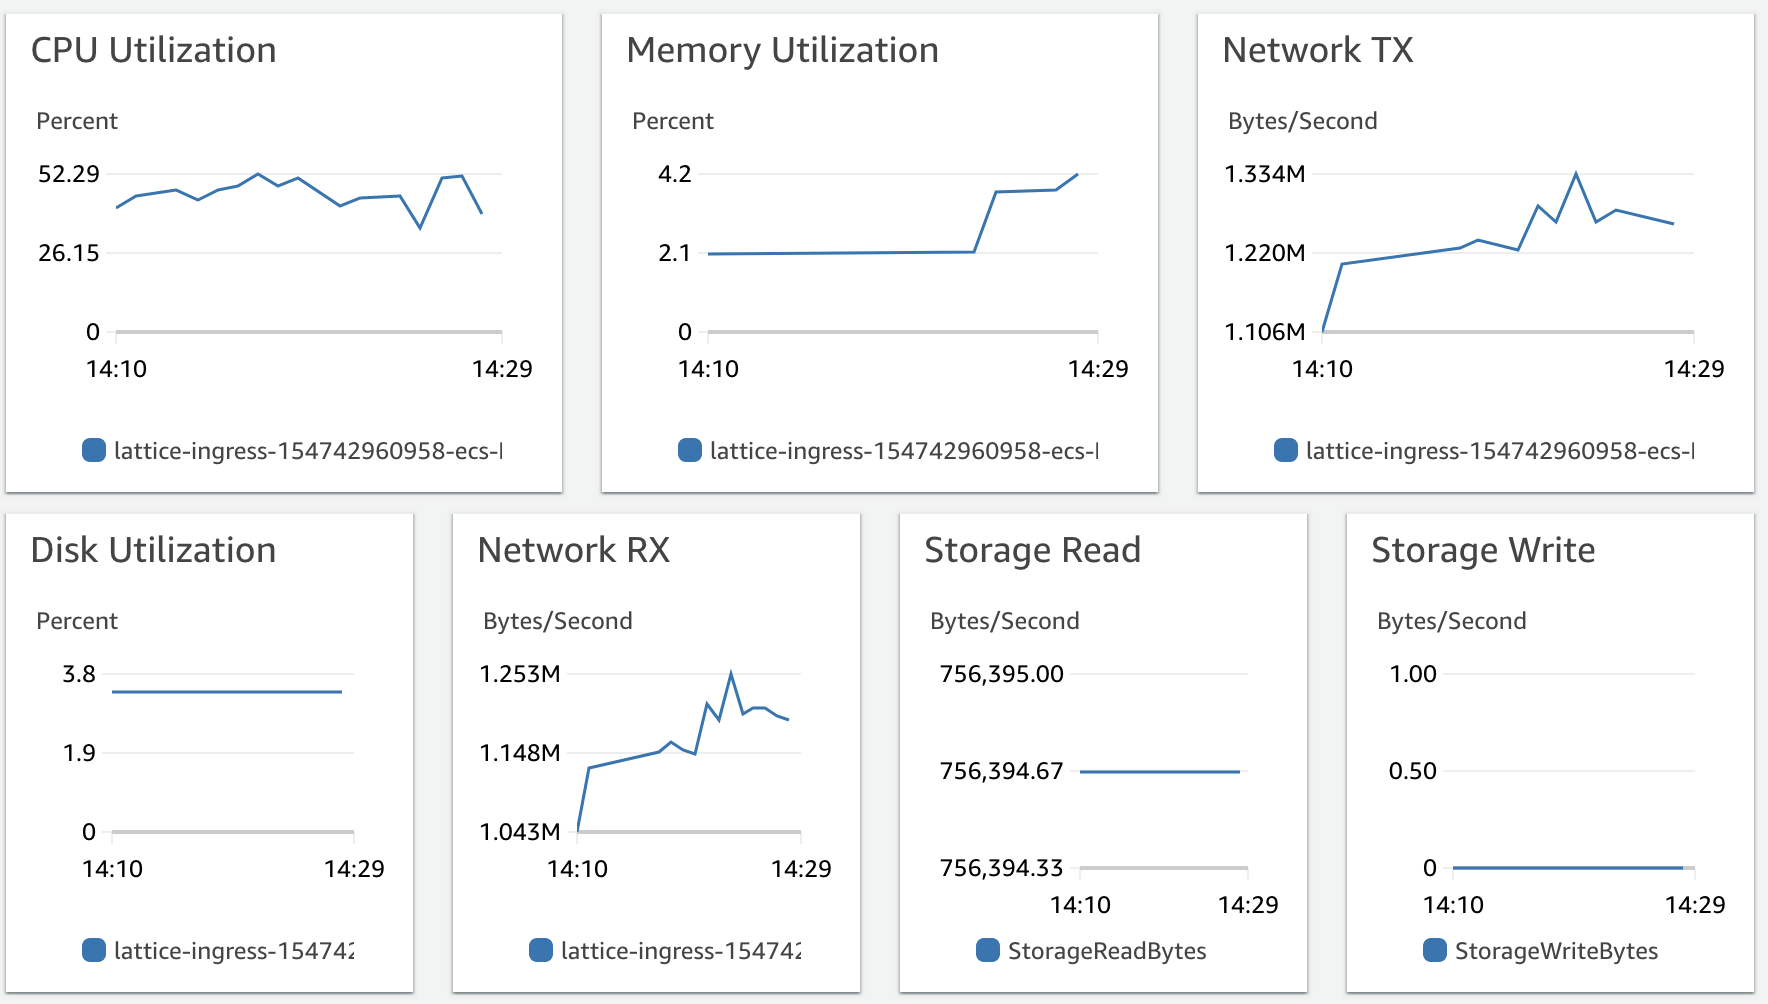 CPU Utilization
Percent
52.29
26.15
0
14:10 14:29
lattice-ingress-154742960958-ecs-
Memory Utilization
Percent
4.2
2.1
0
14:10 14:29
lattice-ingress-154742960958-ecs-
Network TX
Bytes/Second
1.334M
1.220M
1.106M
14:10 14:29
lattice-ingress-154742960958-ecs-
Disk Utilization
Percent
3.8
1.9
0
14:10 14:29
lattice-ingress-154742
Network RX
Bytes/Second
1.253M
1.148M
1.043M
14:10 14:29
lattice-ingress-154742
Storage Read
Bytes/Second
756,395.00
756,394.67
756,394.33
14:10 14:29
StorageReadBytes
Storage Write
Bytes/Second
1.00
0.50
0
14:10 14:29
StorageWriteBytes